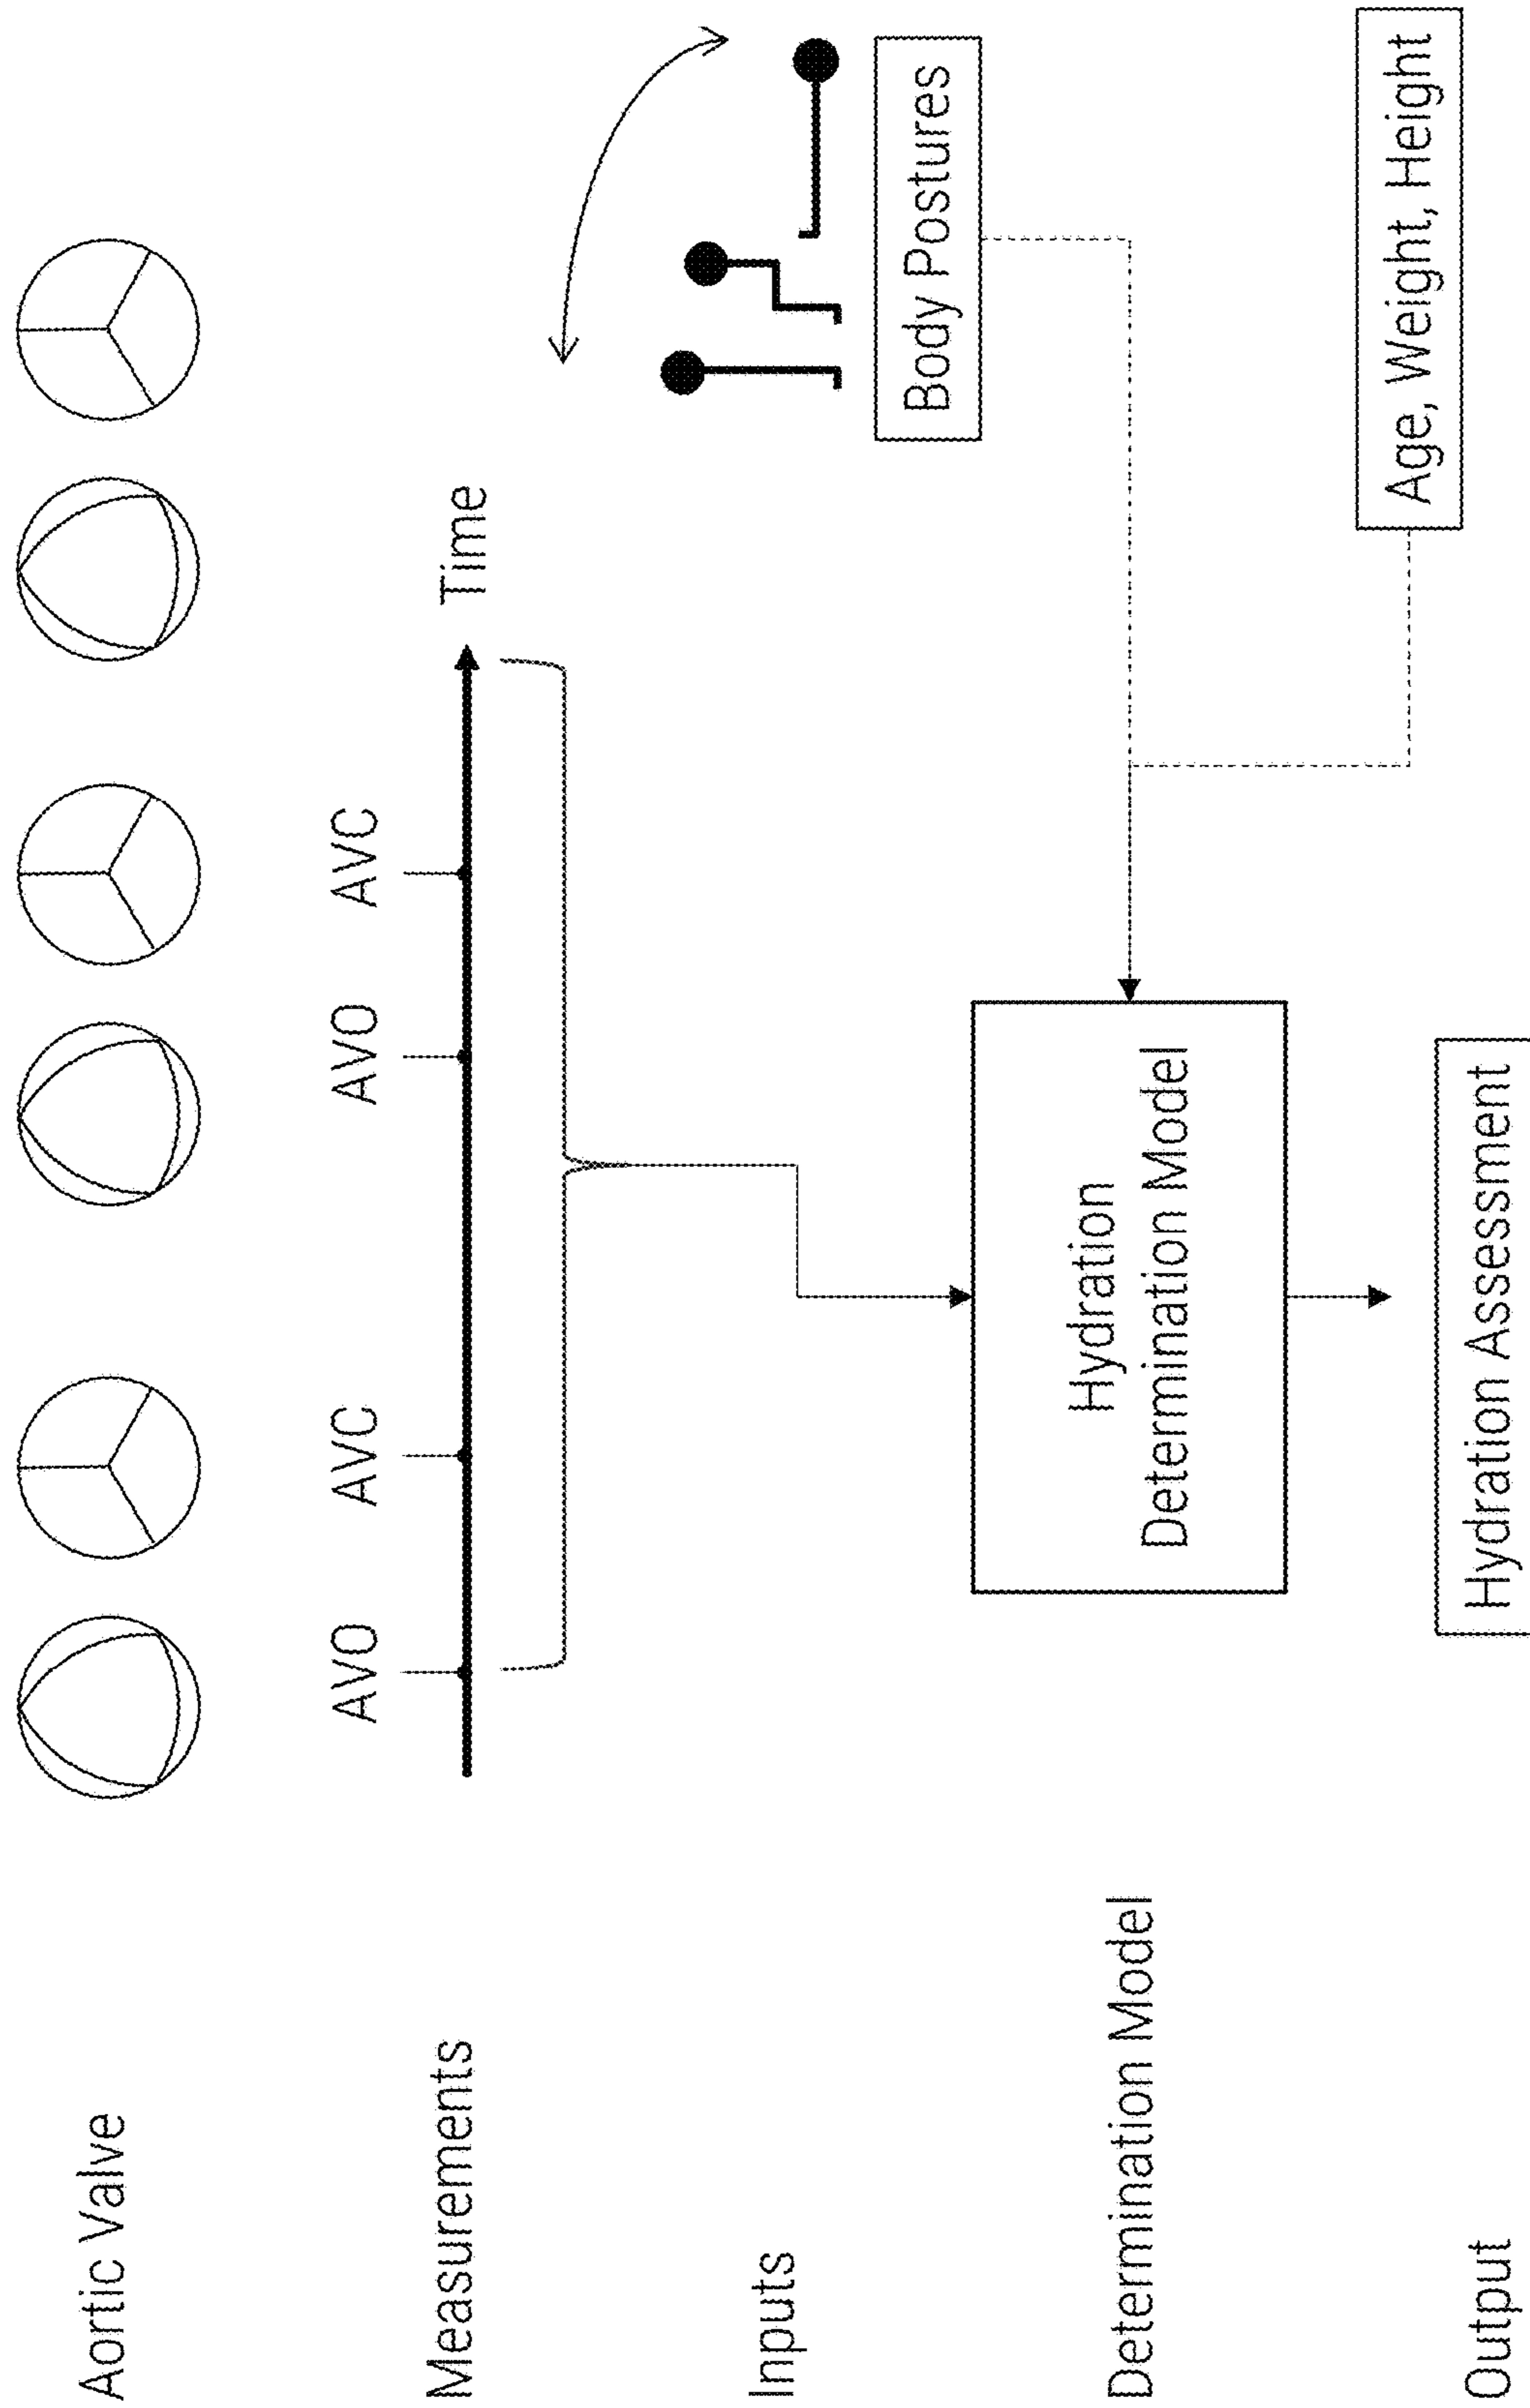 Aortic Valve
Measurements
AVO
AVC
AVO
AVC
Time
Inputs
Body Postures
Determination Model
Hydration
Determination Model
Age, Weight, Height
Output
Hydration Assessment